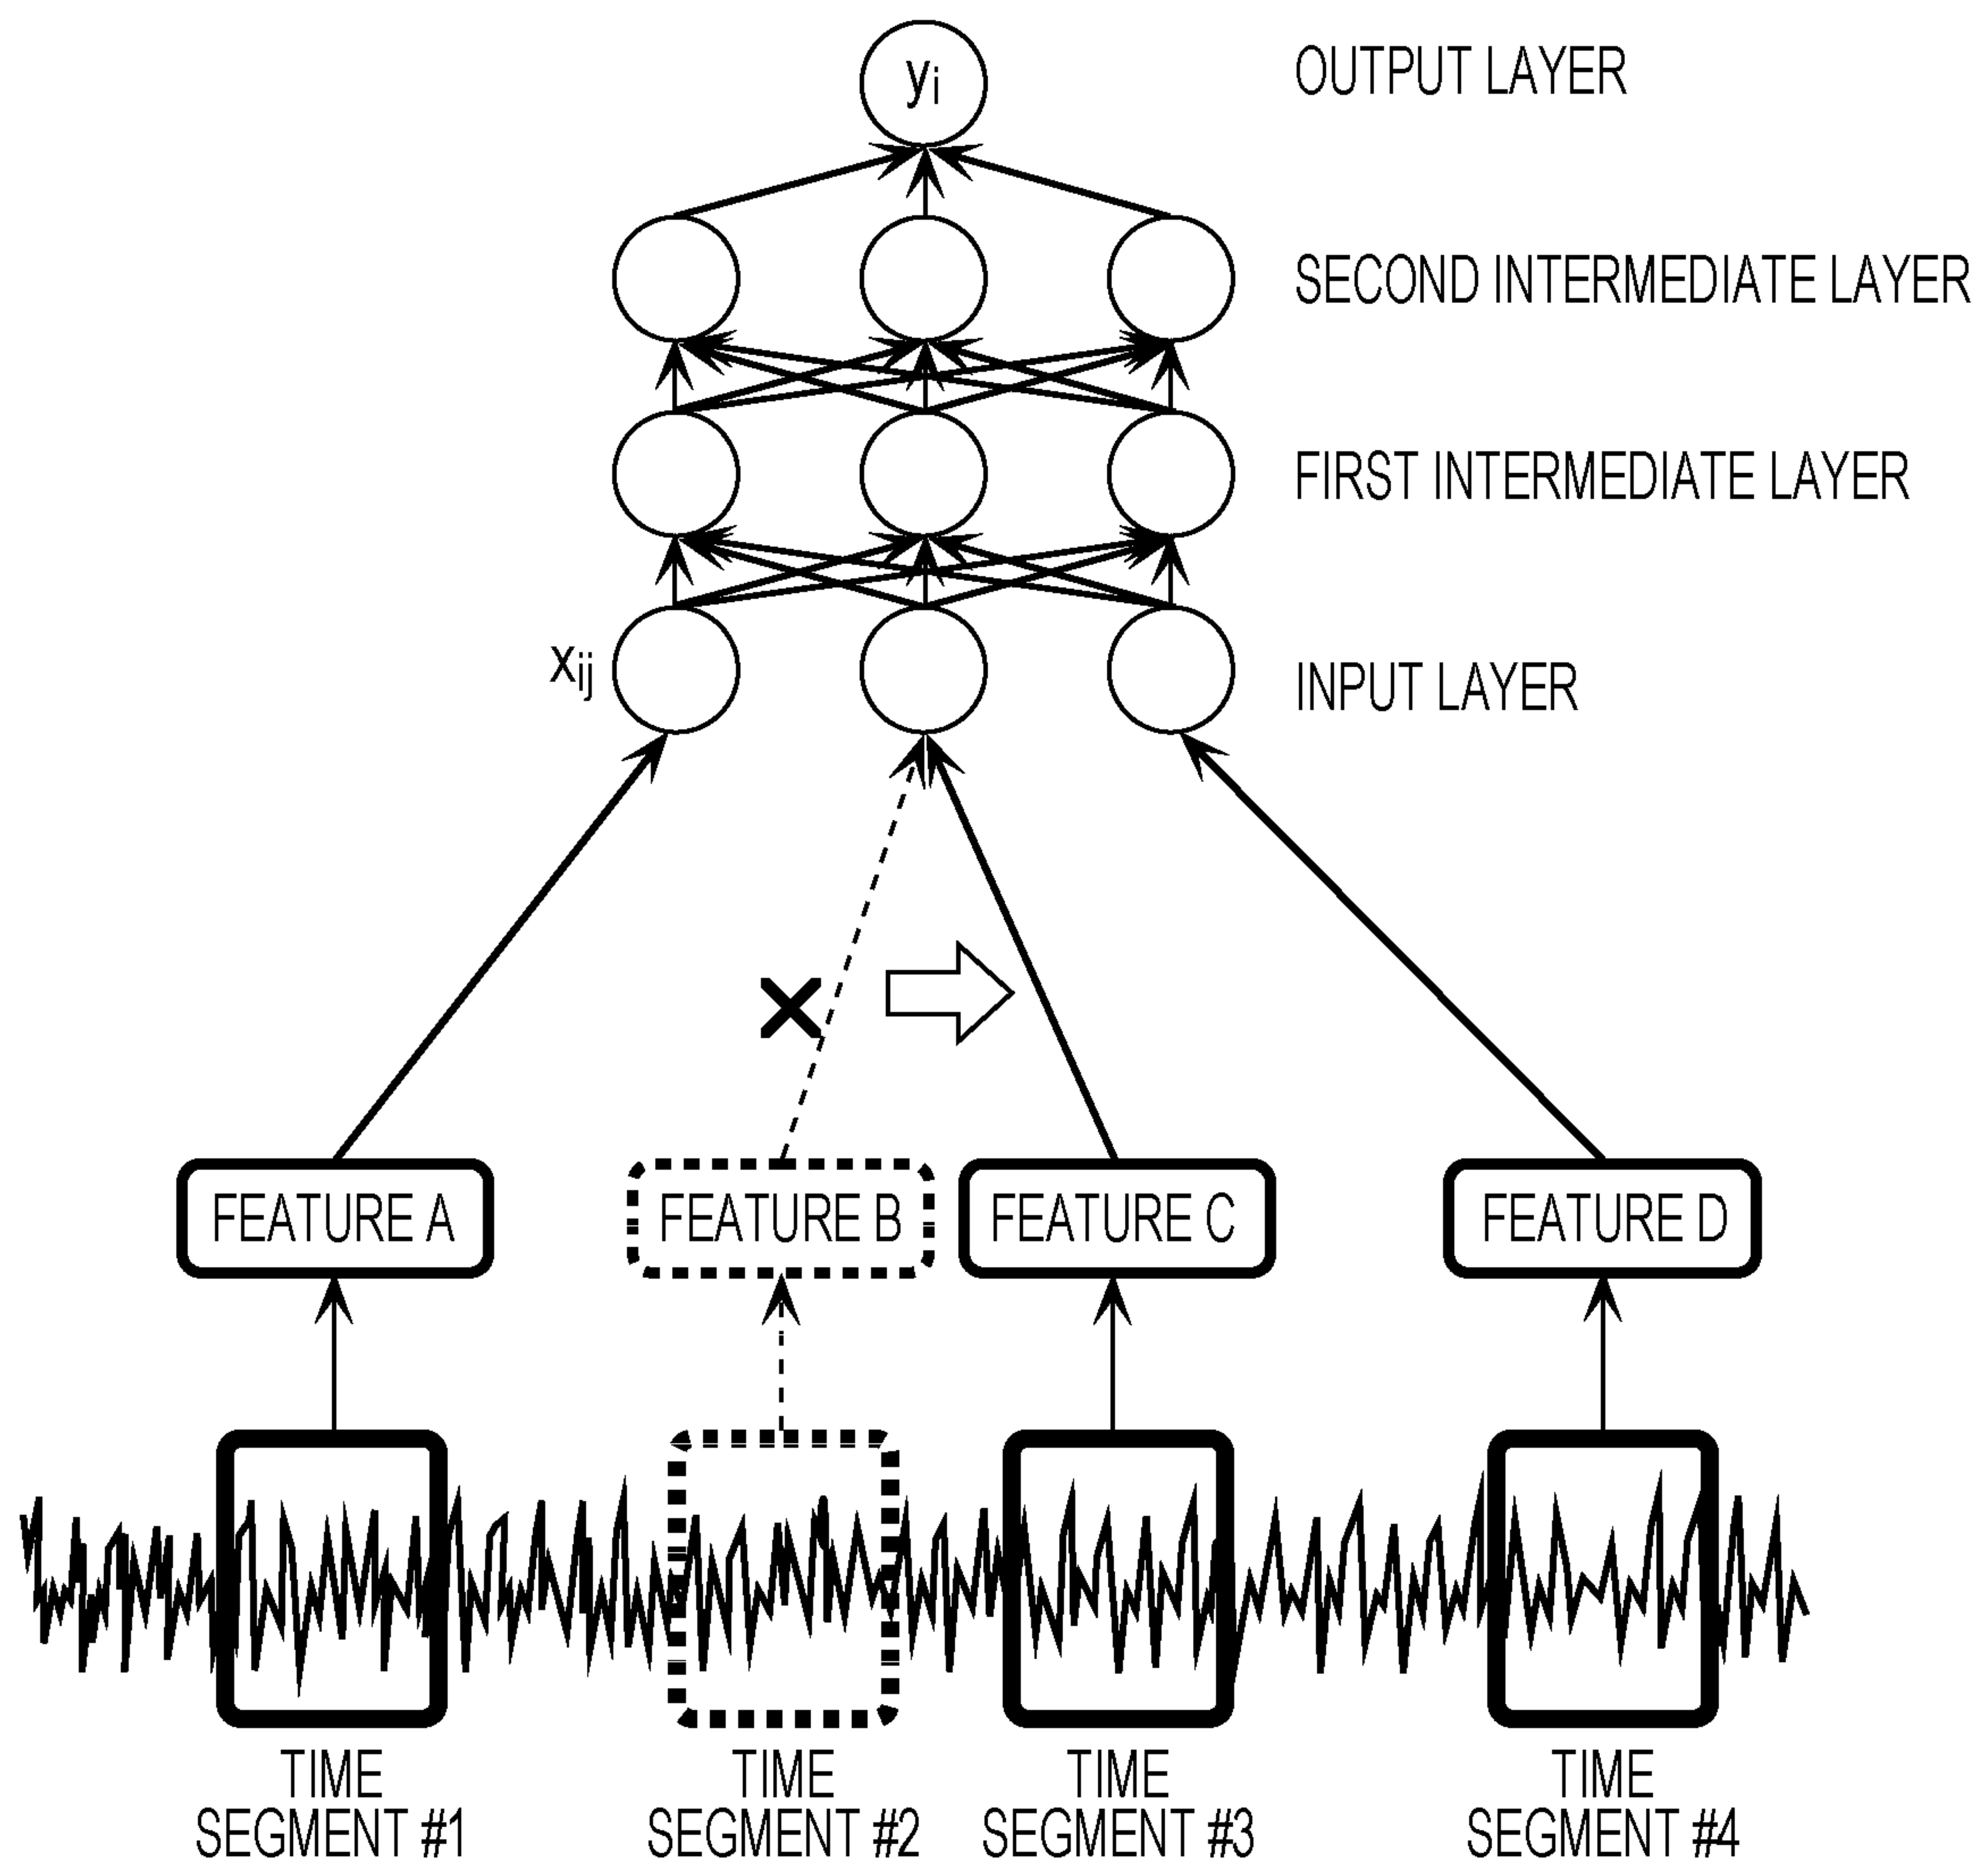 yi
OUTPUT LAYER
SECOND INTERMEDIATE LAYER
FIRST INTERMEDIATE LAYER
xij
INPUT LAYER
FEATURE A
FEATURE B
FEATURE C
FEATURE D
TIME
SEGMENT #1
TIME
SEGMENT #2
TIME
SEGMENT #3
TIME
SEGMENT #4